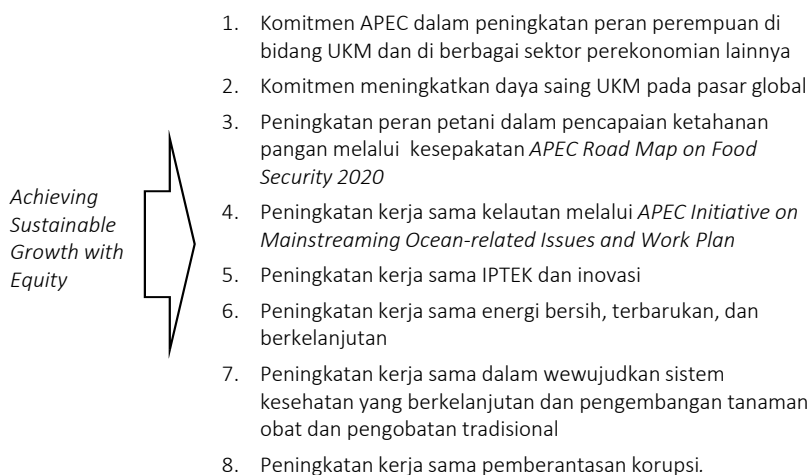 Achieving
Sustainable
Growth with
Equity
1. Komitmen APEC dalam peningkatan peran perempuan di
bidang UKM dan di berbagai sektor perekonomian lainnya
2. Komitmen meningkatkan daya saing UKM pada pasar global
3. Peningkatan peran petani dalam pencapaian ketahanan
pangan melalui kesepakatan APEC Road Map on Food
Security 2020
4. Peningkatan kerja sama kelautan melalui APEC Initiative on
Mainstreaming Ocean-related Issues and Work Plan
5. Peningkatan kerja sama IPTEK dan inovasi
6. Peningkatan kerja sama energi bersih, terbarukan, dan
berkelanjutan
7. Peningkatan kerja sama dalam wewujudkan sistem
kesehatan yang berkelanjutan dan pengembangan tanaman
obat dan pengobatan tradisional
8. Peningkatan kerja sama pemberantasan korupsi.